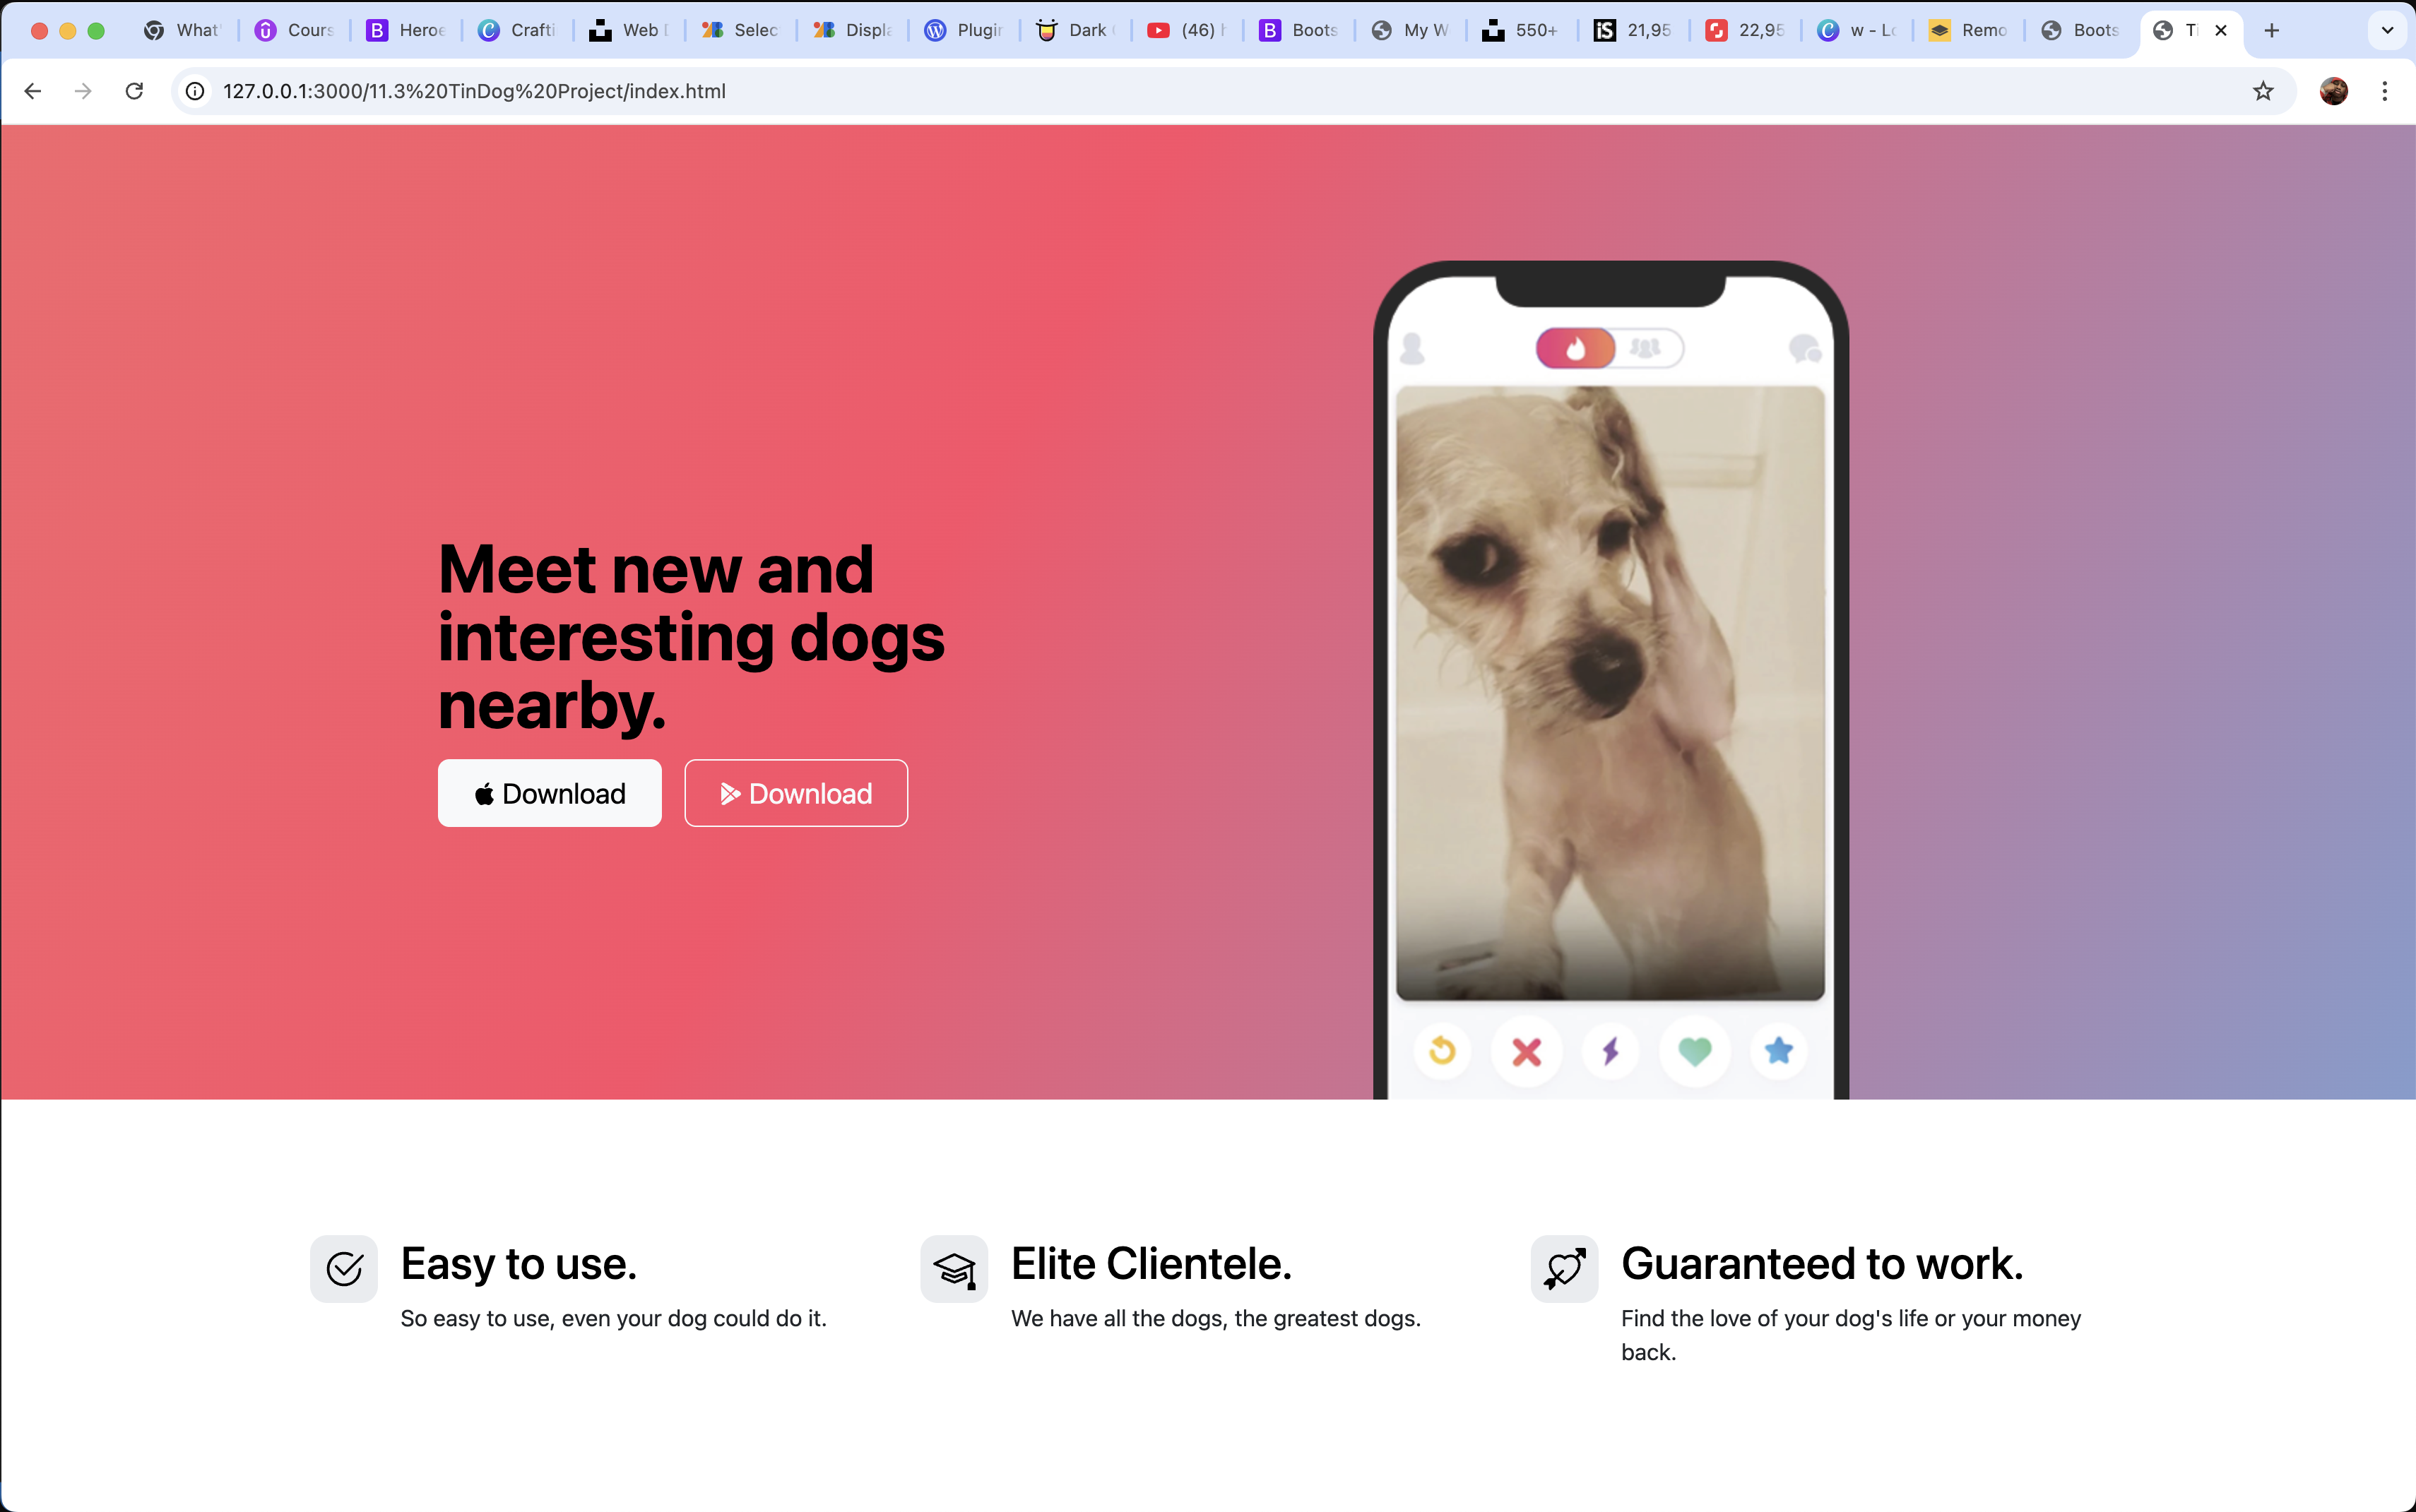 What'
Cours
Hero
Crafti
Web
Selec
Displa
Plugin
Dark
(46)
Boots
My W
550+
21,95
22,95
w - Lo
Remo
Boots
127.0.0.1:3000/11.3%20TinDog%20Project/index.html
Meet new and
interesting dogs
nearby.
Download Download
Easy to use. Elite Clientele. Guaranteed to work.
So easy to use, even your dog could do it. We have all the dogs, the greatest dogs. Find the love of your dog's life or your money
back.